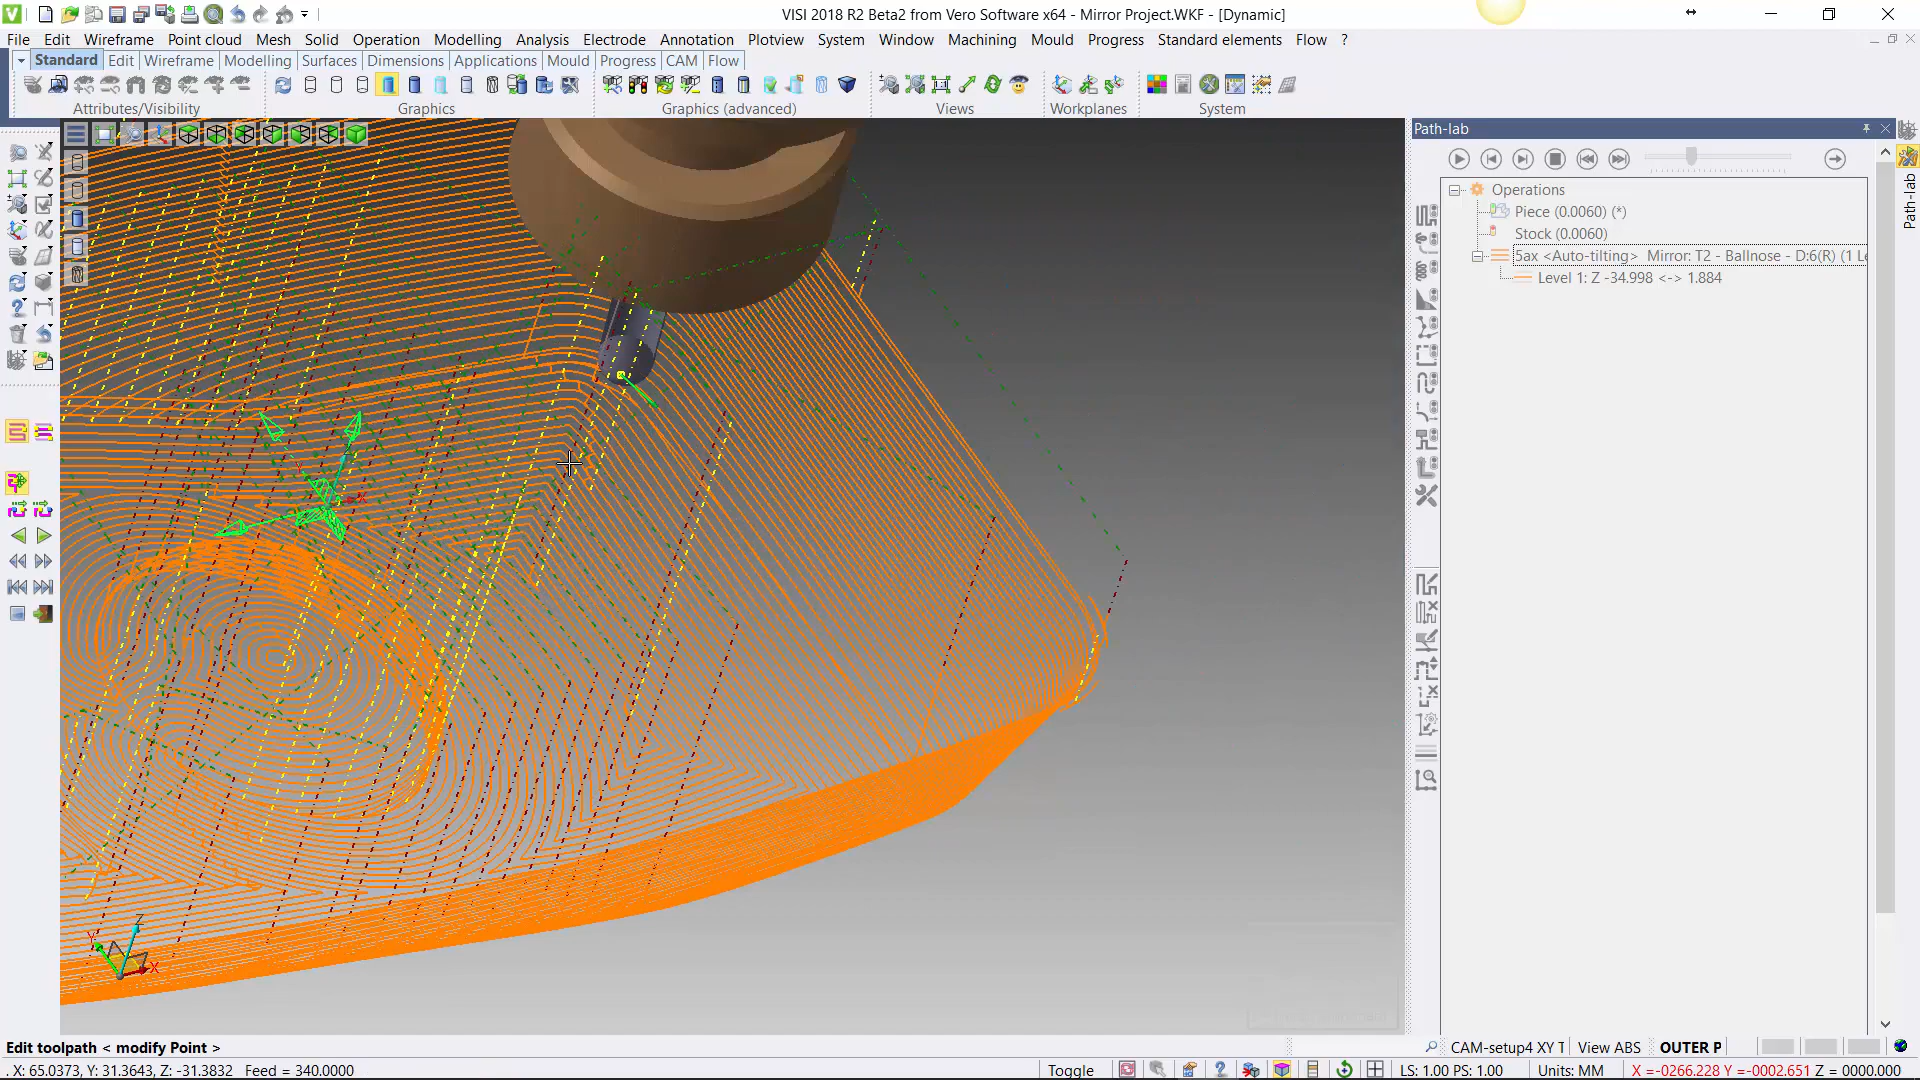 VISI 2018 R2 Beta2 from Vero Software x64 - Mirror Project.WKF - [Dynamic]
File Edit Wireframe Point cloud Mesh Solid Operation Modelling Analysis Electrode Annotation Plotview System Window Machining Mould Progress Standard elements Flow ?
Standard Edit Wireframe Modelling Surfaces Dimensions Applications Mould Progress CAM Flow
Attributes/Visibility Graphics Graphics (advanced) Views Workplanes System
Path-lab
Operations
Piece (0.0060) (*)
Stock (0.0060)
5ax <Auto-tilting> Mirror: T2 - Ballnose - D:6(R) (1 Le
Level 1: Z -34.998 <-> 1.884
Path-lab
X
Z
Y
X
Edit toolpath < modify Point >
CAM-setup4 XY T View ABS OUTER P
. X: 65.0373, Y: 31.3643, Z: -31.3832 Feed = 340.0000
Toggle
LS: 1.00 PS: 1.00 Units: MM X =-0266.228 Y =-0002.651 Z = 0000.000